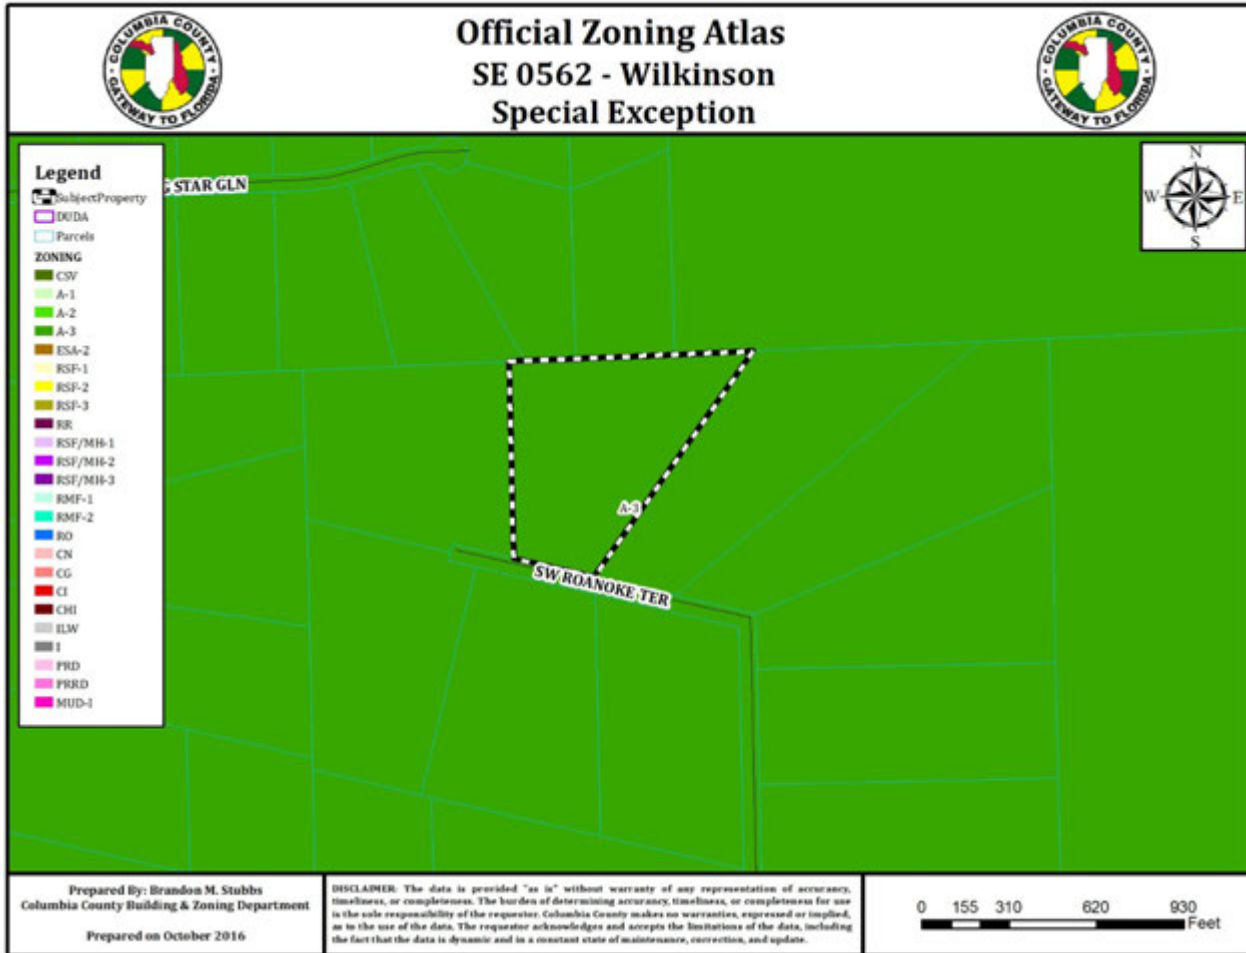 COLUMBIA COUNTY
GATEWAY TO FLORIDA
Official Zoning Atlas
SE 0562 - Wilkinson
Special Exception
COLUMBIA COUNTY
GATEWAY TO FLORIDA
Legend
SubjectProperty
DUDA
Parcels
ZONING
CSV
A-1
A-2
A-3
ESA-2
RSF-1
RSF-2
RSF-3
RR
RSF/MH-1
RSF/MH-2
RSF/MH-3
RMF-1
RMF-2
RO
CN
CG
CI
CHI
ILW
I
PRD
PRRD
MUD-I
G STAR GLN
N
W E
S
A-3
SW ROANOKE TER
Prepared By: Brandon M. Stubbs
Columbia County Building & Zoning Department
Prepared on October 2016
DISCLAIMER: The data is provided "as is" without warranty of any representation of accurancy,
timeliness, or completeness. The burden of determining accurancy, timeliness, or completeness for use
is the sole responsibility of the requestor. Columbia County makes no warranties, expressed or implied,
as to the use of the data. The requestor acknowledges and accepts the limitations of the data, including
the fact that the data is dynamic and in a constant state of maintenance, correction, and update.
0 155 310 620 930
Feet